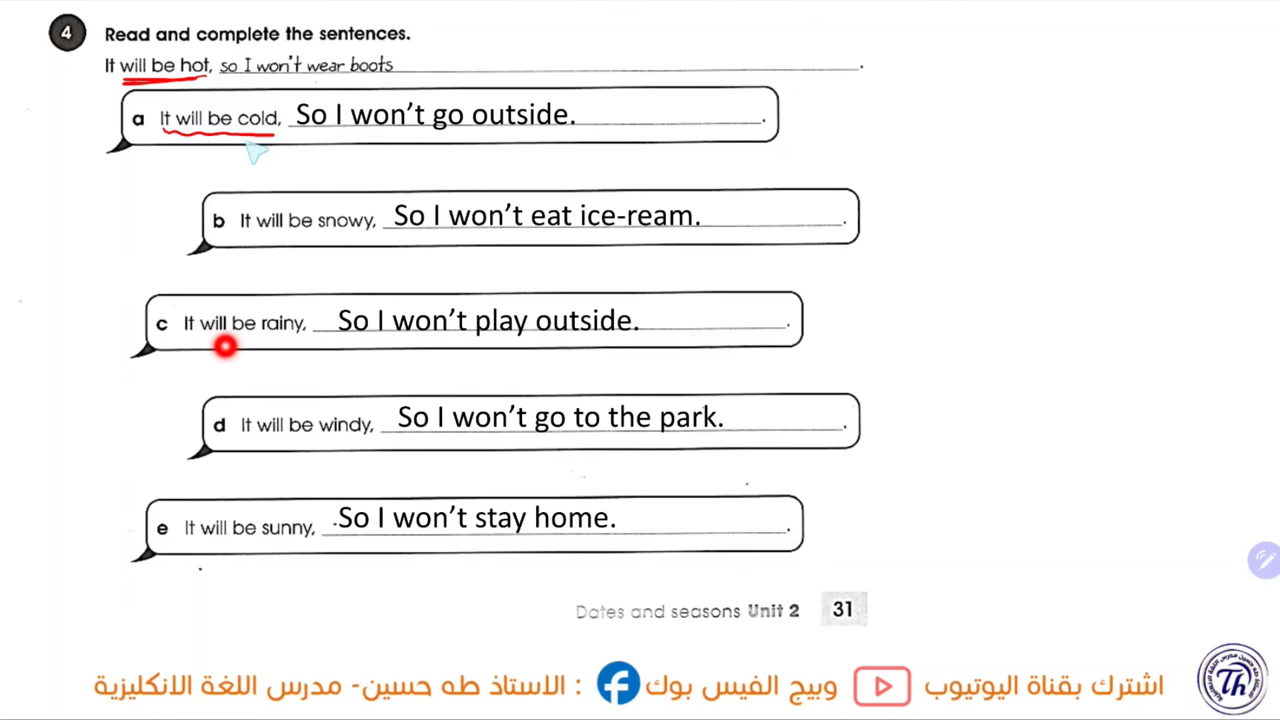 4 Read and complete the sentences.
It will be hot, so I won't wear boots.
a It will be cold, So I won't go outside. .
b It will be snowy, So I won't eat ice-ream. .
c It will be rainy, So I won't play outside. .
d It will be windy, So I won't go to the park. .
e It will be sunny, .So I won't stay home. .
Dates and seasons Unit 2 31
اشترك بقناة اليوتيوب وبيج الفيس بوك : الاستاذ طه حسين- مدرس اللغة الانكليزية
Th